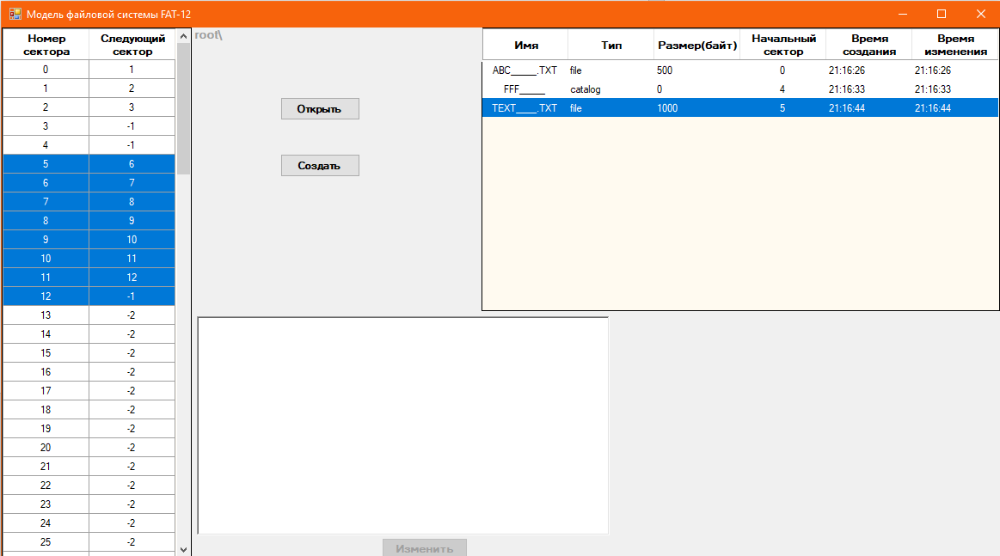 Модель файловой системы FAT-12
Номер сектора Следующий сектор
0 1
1 2
2 3
3 -1
4 -1
5 6
6 7
7 8
8 9
9 10
10 11
11 12
12 -1
13 -2
14 -2
15 -2
16 -2
17 -2
18 -2
19 -2
20 -2
21 -2
22 -2
23 -2
24 -2
25 -2
root\
Открыть
Создать
Имя Тип Размер(байт) Начальный сектор Время создания Время изменения
ABC_____.TXT file 500 0 21:16:26 21:16:26
FFF_____ catalog 0 4 21:16:33 21:16:33
TEXT____.TXT file 1000 5 21:16:44 21:16:44
Изменить